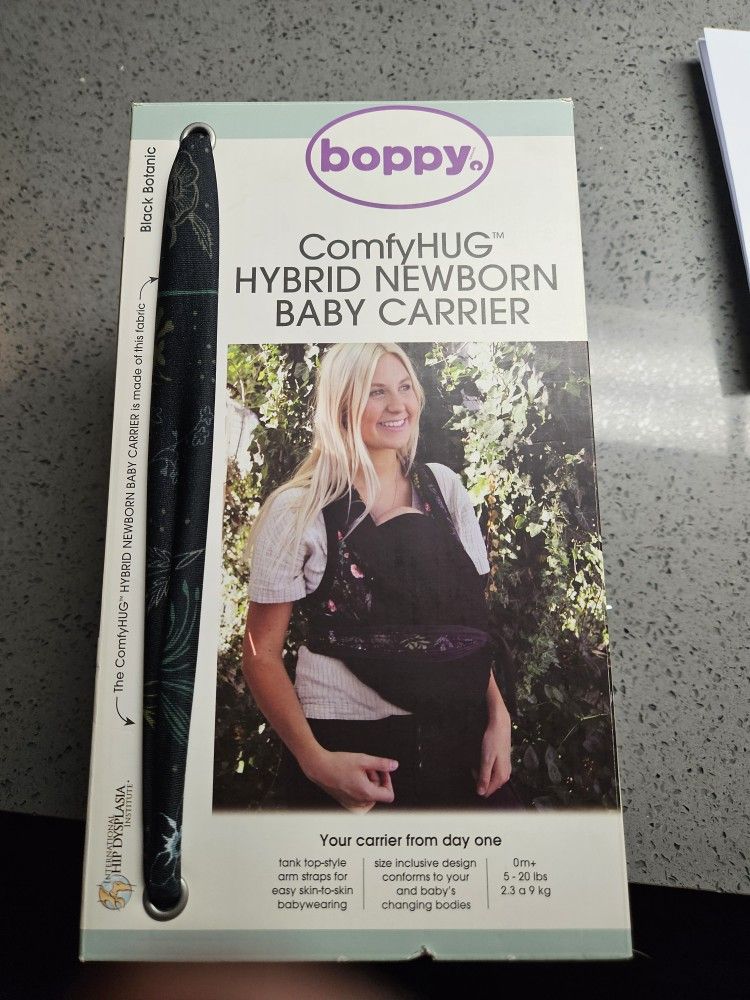 boppy
ComfyHUG™
HYBRID NEWBORN
BABY CARRIER
Black Botanic
The ComfyHUG™ HYBRID NEWBORN BABY CARRIER is made of this fabric
INTERNATIONAL
HIP DYSPLASIA
INSTITUTE
Your carrier from day one
tank top-style
arm straps for
easy skin-to-skin
babywearing
size inclusive design
conforms to your
and baby's
changing bodies
0m+
5 - 20 lbs
2.3 a 9 kg